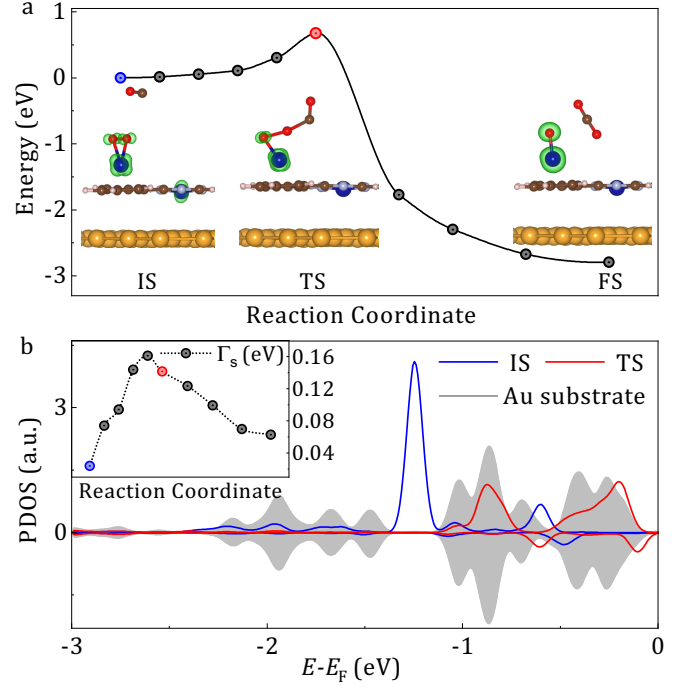 a
1
0
-1
-2
-3
Energy (eV)
IS
TS
FS
Reaction Coordinate
b
Γs (eV)
0.16
0.12
0.08
0.04
Reaction Coordinate
IS
TS
Au substrate
3
0
PDOS (a.u.)
-3
-2
-1
0
E-EF (eV)